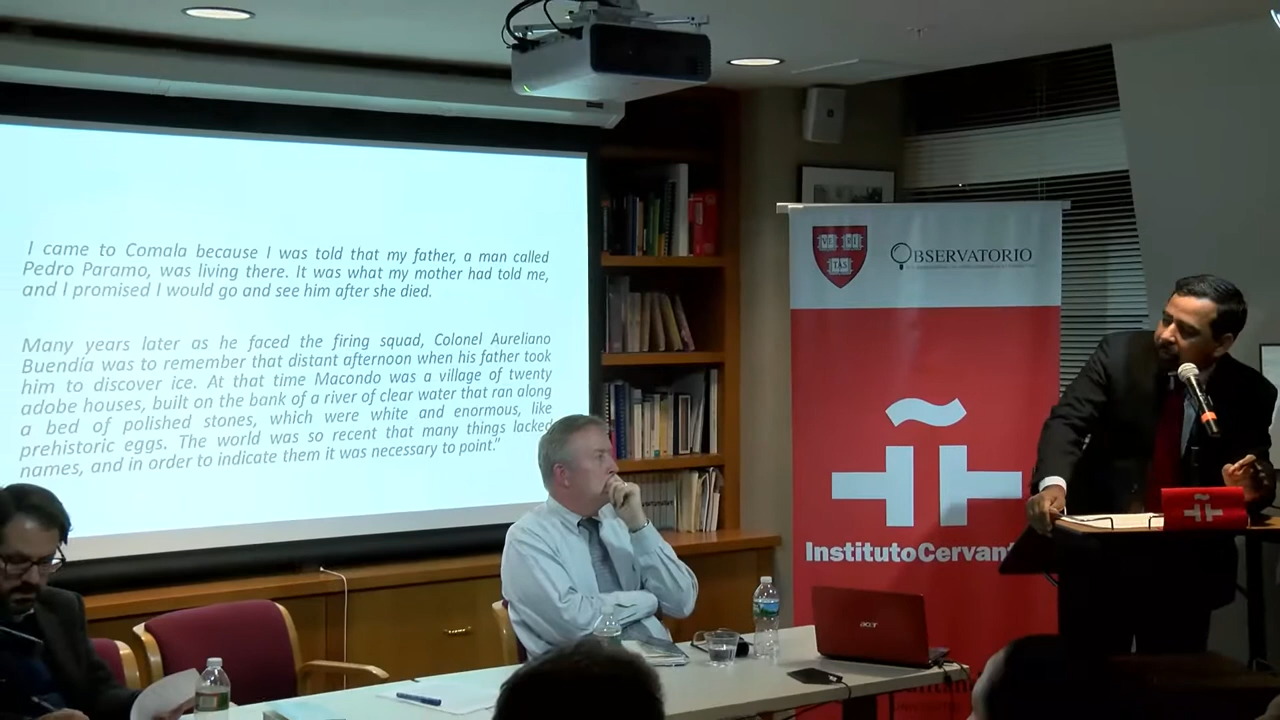 I came to Comala because I was told that my father, a man called
Pedro Paramo, was living there. It was what my mother had told me,
and I promised I would go and see him after she died.
Many years later as he faced the firing squad, Colonel Aureliano
Buendía was to remember that distant afternoon when his father took
him to discover ice. At that time Macondo was a village of twenty
adobe houses, built on the bank of a river of clear water that ran along
a bed of polished stones, which were white and enormous, like
prehistoric eggs. The world was so recent that many things lacked
names, and in order to indicate them it was necessary to point."
VE RI TAS
OBSERVATORIO
InstitutoCervant
acer